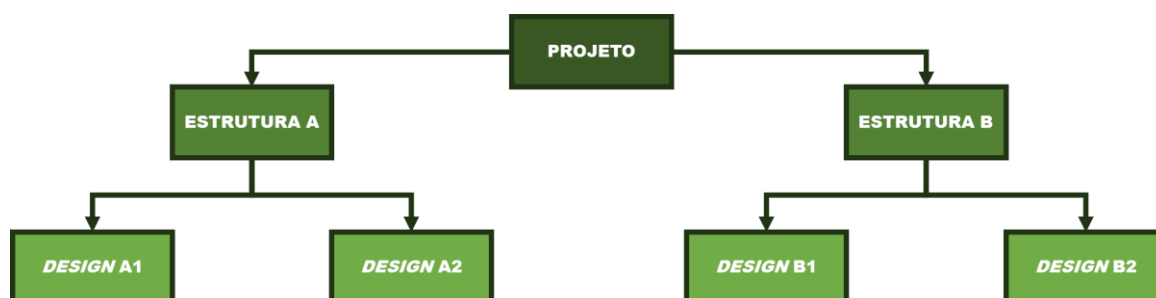 PROJETO
ESTRUTURA A
ESTRUTURA B
DESIGN A1
DESIGN A2
DESIGN B1
DESIGN B2